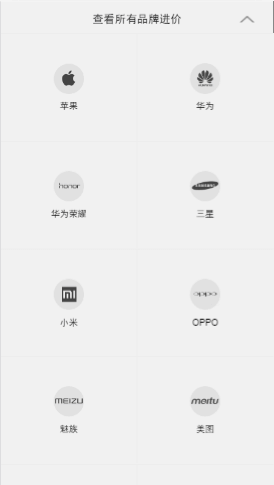 查看所有品牌进价
苹果
HUAWEI
华为
honor
华为荣耀
SAMSUNG
三星
mi
小米
oppo
OPPO
MEIZU
魅族
meitu
美图